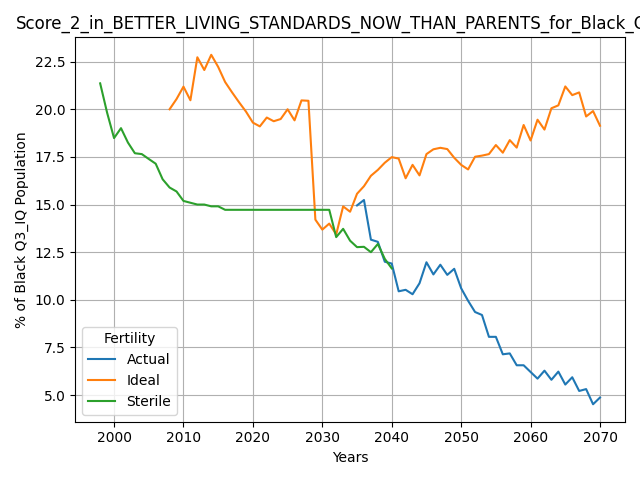 Score_2_in_BETTER_LIVING_STANDARDS_NOW_THAN_PARENTS_for_Black_
% of Black Q3_IQ Population
22.5
20.0
17.5
15.0
12.5
10.0
7.5
5.0
Fertility
Actual
Ideal
Sterile
2000 2010 2020 2030 2040 2050 2060 2070
Years